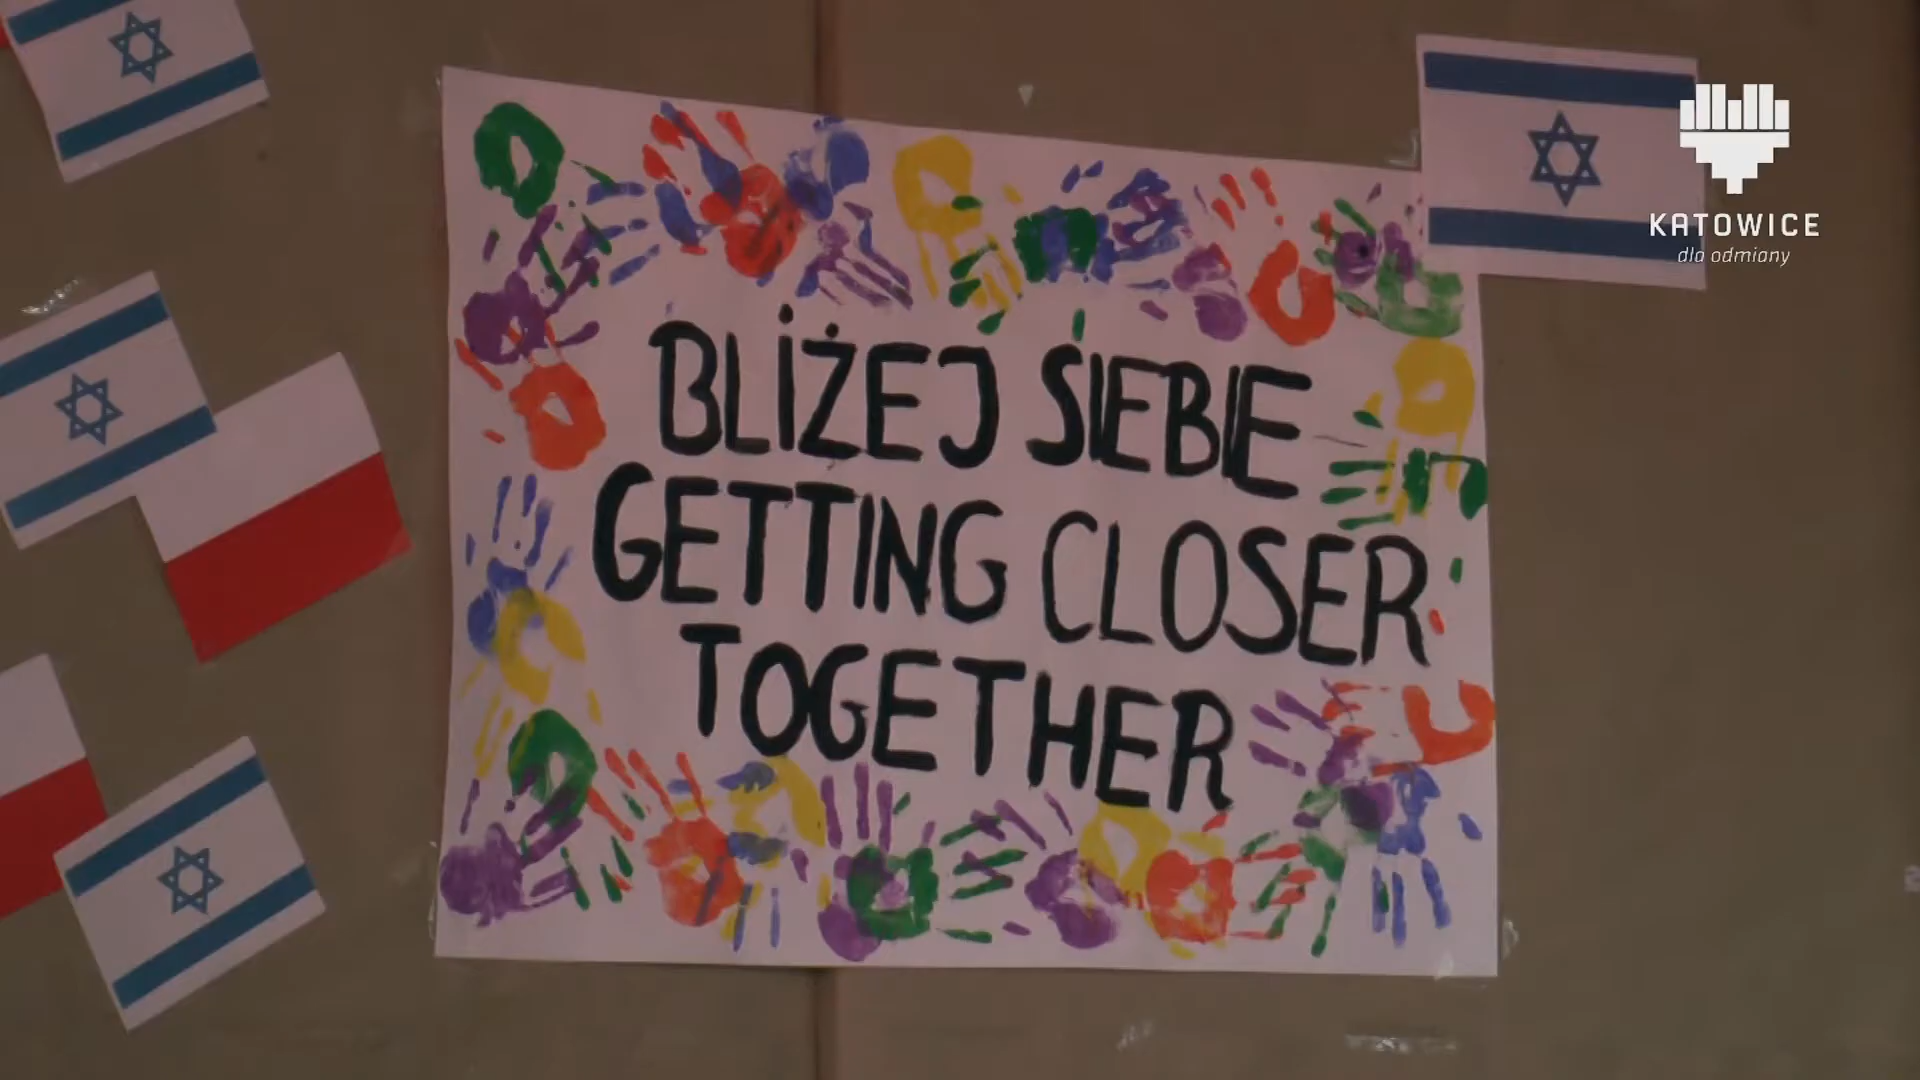 BLIŻEJ SIEBIE
GETTING CLOSER
TOGETHER
KATOWICE
dla odmiany